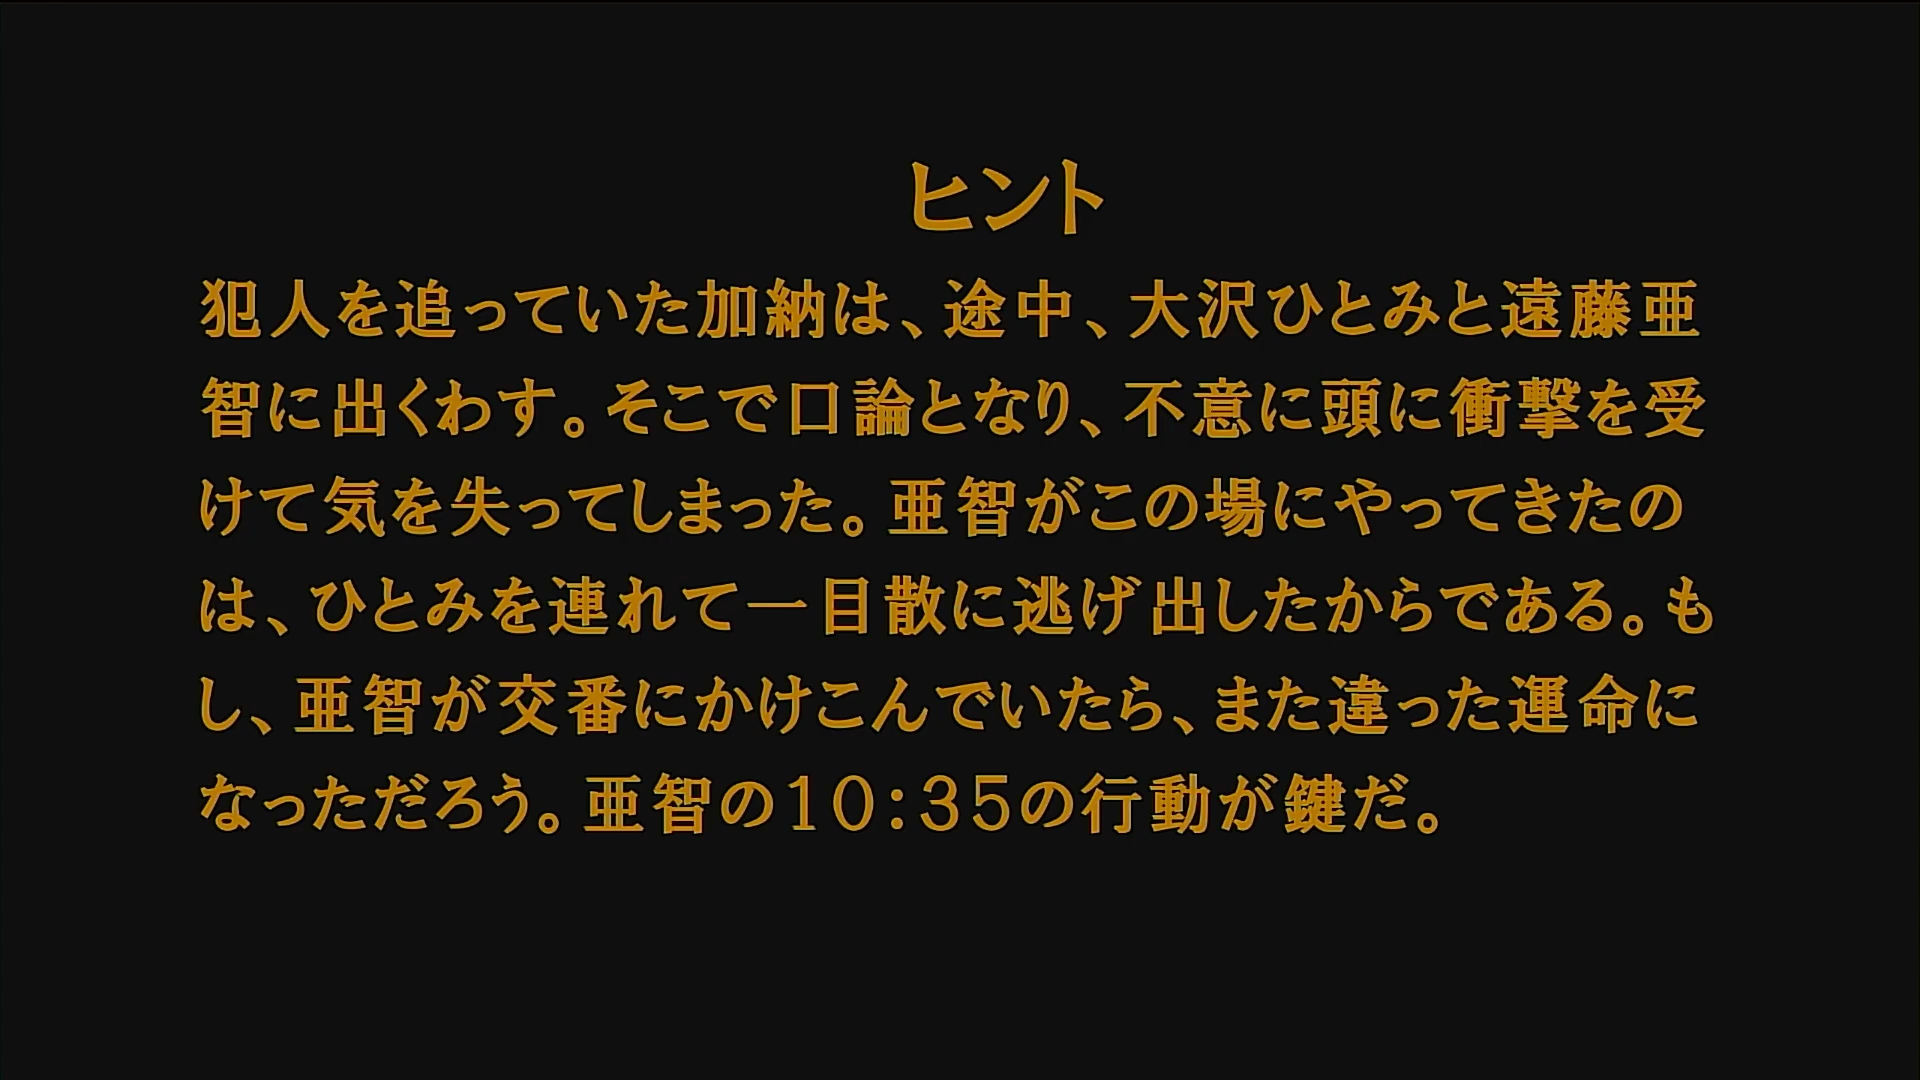 ヒント
犯人を追っていた加納は、途中、大沢ひとみと遠藤亜
智に出くわす。そこで口論となり、不意に頭に衝撃を受
けて気を失ってしまった。亜智がこの場にやってきたの
は、ひとみを連れて一目散に逃げ出したからである。も
し、亜智が交番にかけこんでいたら、また違った運命に
なっただろう。亜智の10:35の行動が鍵だ。